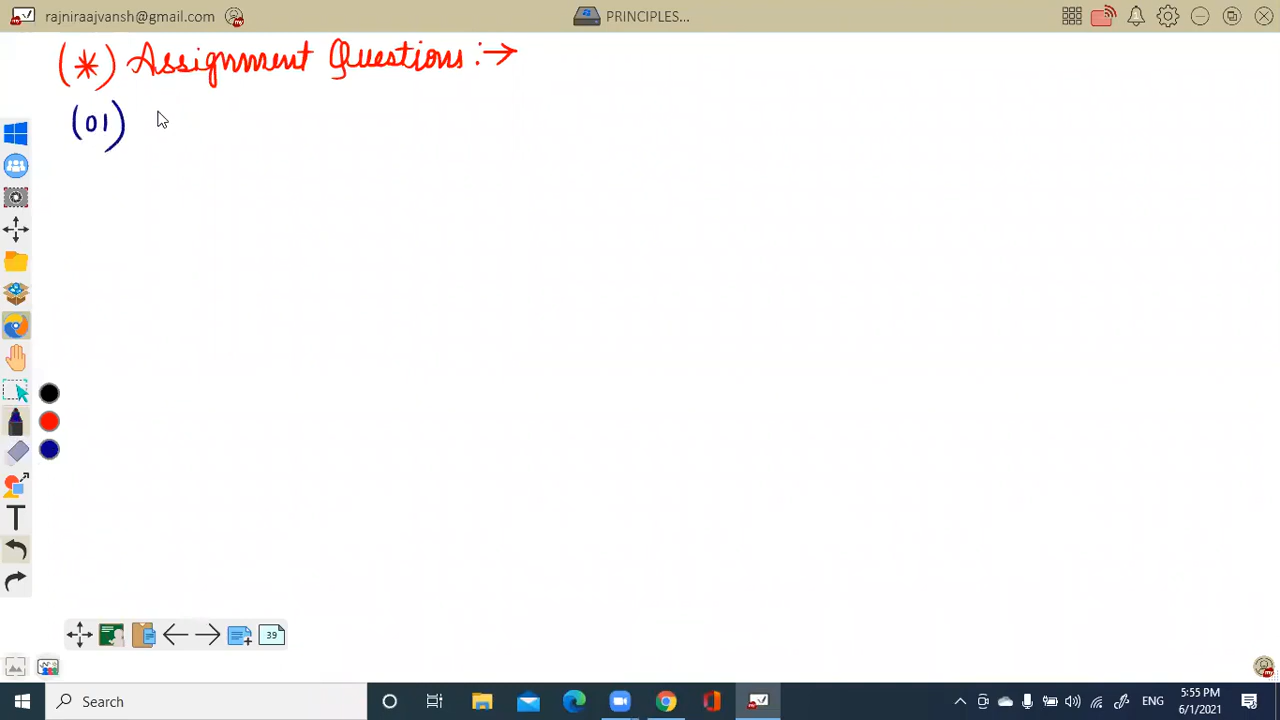 rajniraajvansh@gmail.com
PRINCIPLES...
(*) Assignment Questions :→
(01)
T
39
Search
ENG
5:55 PM
6/1/2021